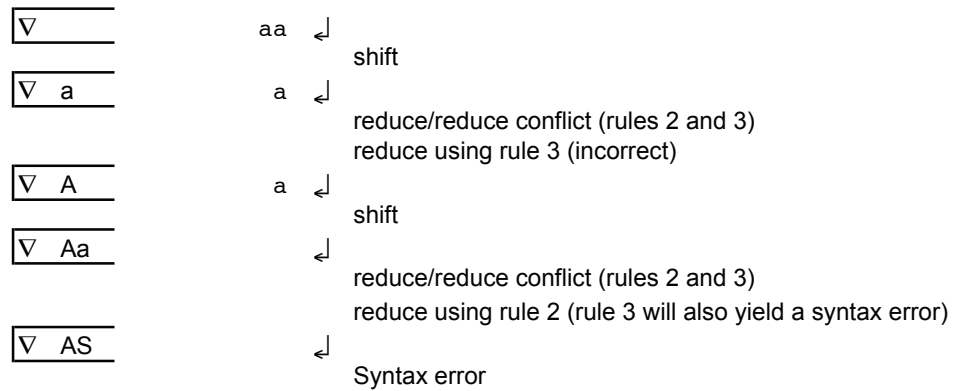 ∇ aa ↵
shift
∇ a a ↵
reduce/reduce conflict (rules 2 and 3)
reduce using rule 3 (incorrect)
∇ A a ↵
shift
∇ Aa ↵
reduce/reduce conflict (rules 2 and 3)
reduce using rule 2 (rule 3 will also yield a syntax error)
∇ AS ↵
Syntax error